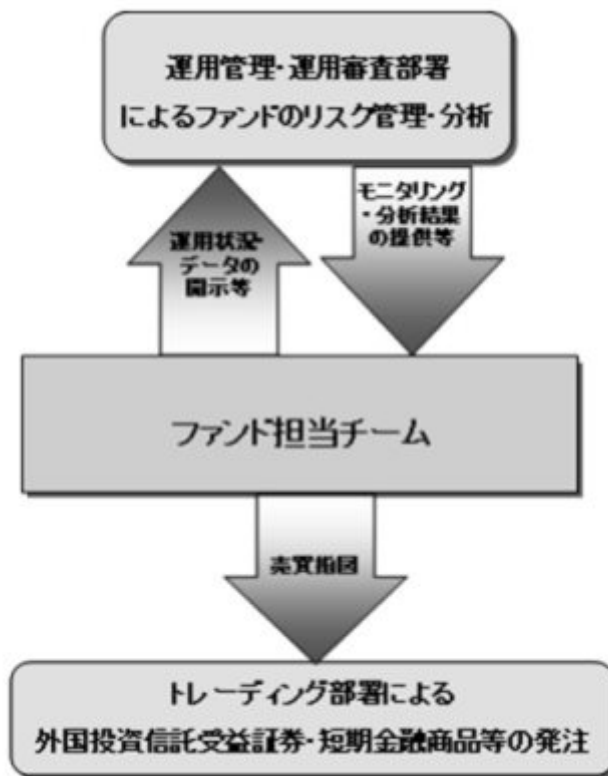 運用管理・運用審査部署
によるファンドのリスク管理・分析
モニタリング
・分析結果
の提供等
運用状況・
データの
開示等
ファンド担当チーム
売買指図
トレーディング部署による
外国投資信託受益証券・短期金融商品等の発注